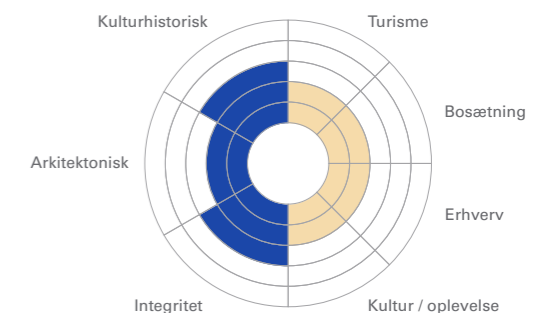 Kulturhistorisk
Turisme
Bosætning
Arkitektonisk
Erhverv
Integritet
Kultur / oplevelse